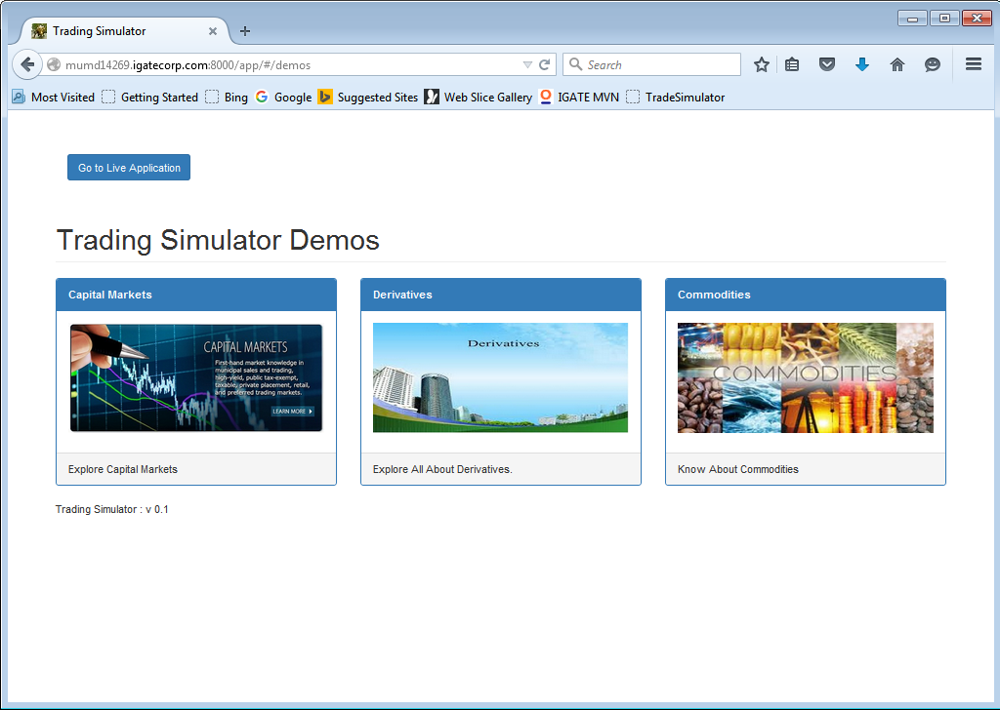 Trading Simulator
mumd14269.igatecorp.com:8000/app/#/demos
Search
Most Visited Getting Started Bing Google Suggested Sites Web Slice Gallery IGATE MVN TradeSimulator
Go to Live Application
Trading Simulator Demos
Capital Markets
CAPITAL MARKETS
First-hand market knowledge in
municipal sales and trading,
high-yield, public tax-exempt,
taxable, private placement, retail,
and preferred trading markets.
LEARN MORE
Explore Capital Markets
Derivatives
Derivatives
Explore All About Derivatives.
Commodities
COMMODITIES
Know About Commodities
Trading Simulator : v 0.1